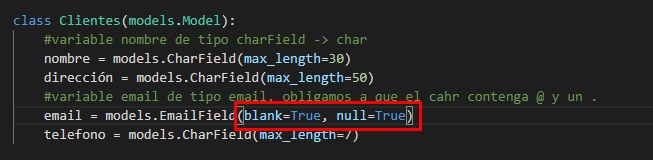 class Clientes(models.Model):
#variable nombre de tipo charField -> char
nombre = models.CharField(max_length=30)
dirección = models.CharField(max_length=50)
#variable email de tipo email, obligamos a que el cahr contenga @ y un .
email = models.EmailField(blank=True, null=True)
telefono = models.CharField(max_length=7)